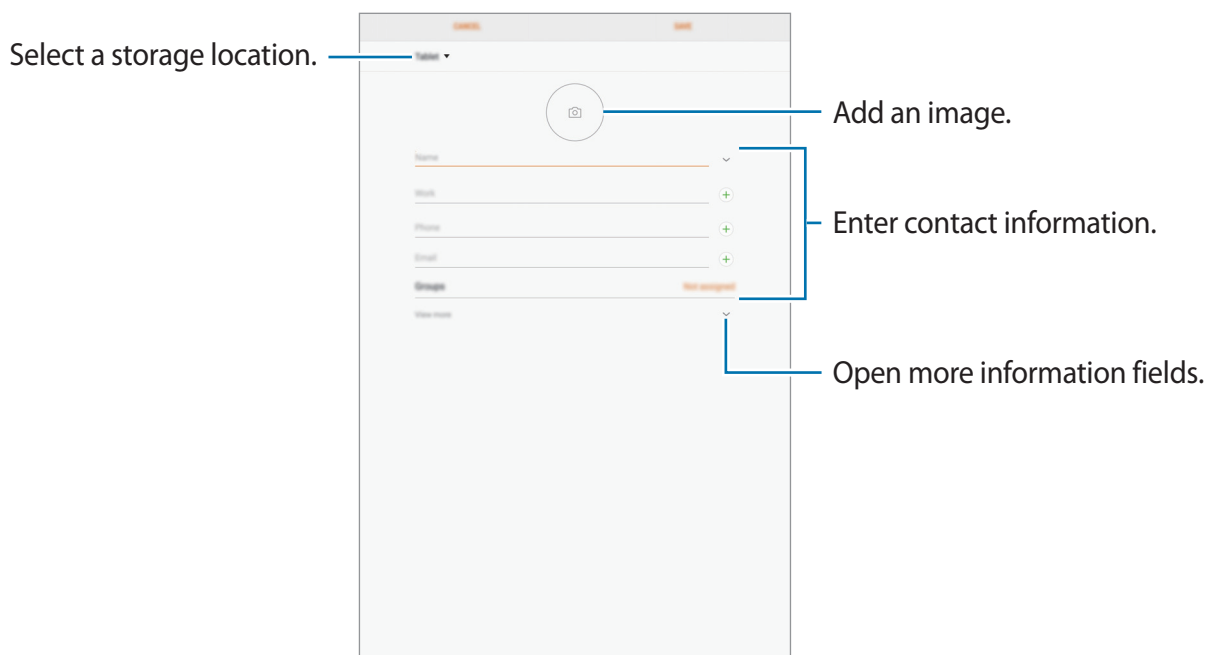 CANCEL SAVE
Select a storage location.
Tablet
Add an image.
Name
Work
Enter contact information.
Phone
Email
Groups Not assigned
View more
Open more information fields.